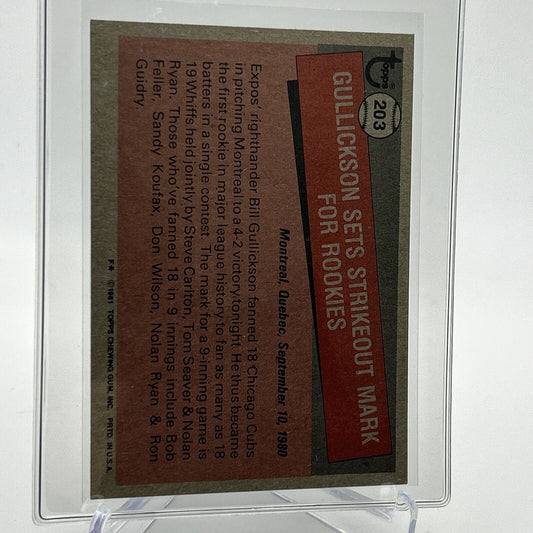 Topps®
203
GULLICKSON SETS STRIKEOUT MARK
FOR ROOKIES
Montreal, Quebec, September 10, 1980
Expos' righthander Bill Gullickson fanned 18 Chicago Cubs
in pitching Montreal to a 4-2 victory tonight. He thus became
the first rookie in major league history to fan as many as 18
batters in a single contest. The mark for a 9-inning game is
19 Whiffs held jointly by Steve Carlton, Tom Seaver & Nolan
Ryan. Those who've fanned 18 in 9 innings include Bob
Feller, Sandy Koufax, Don Wilson, Nolan Ryan & Ron
Guidry.
F* ©1981 TOPPS CHEWING GUM, INC. PRTD. IN U.S.A.